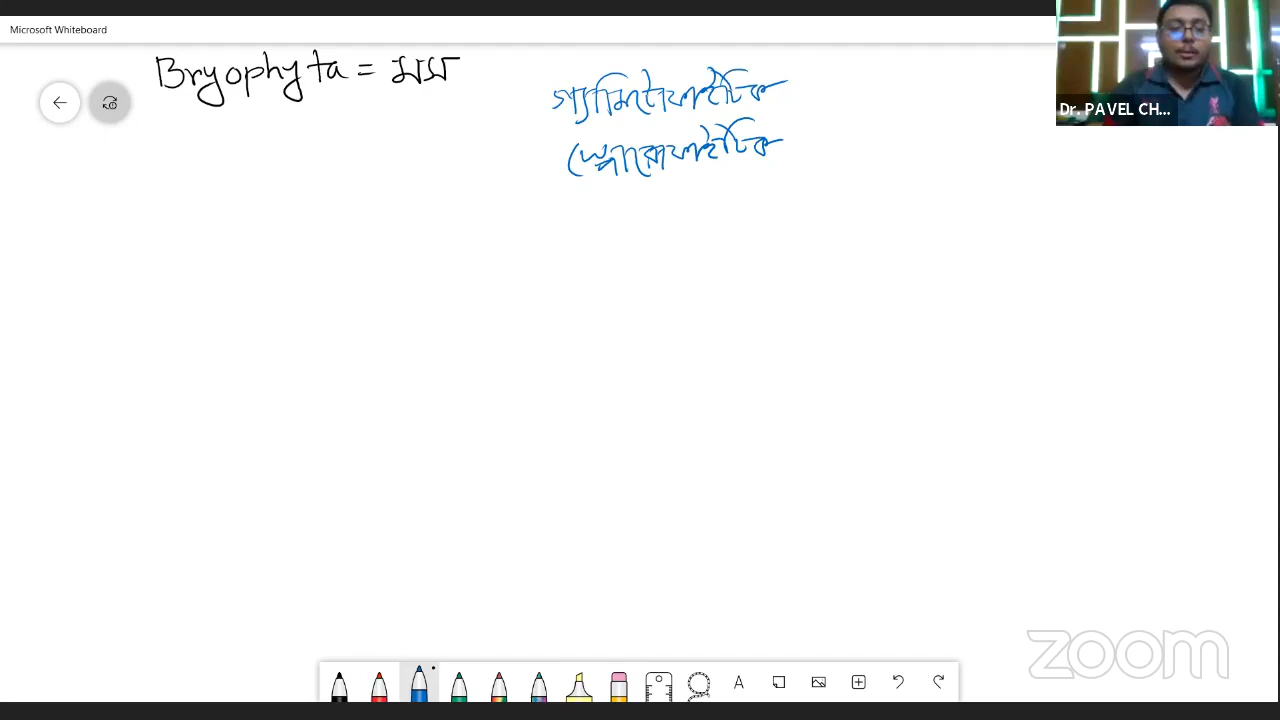 Microsoft Whiteboard
Bryophyta = মস
গ্যামিটোফাইটিক
স্পোরোফাইটিক
Dr. PAVEL CH...
zoom